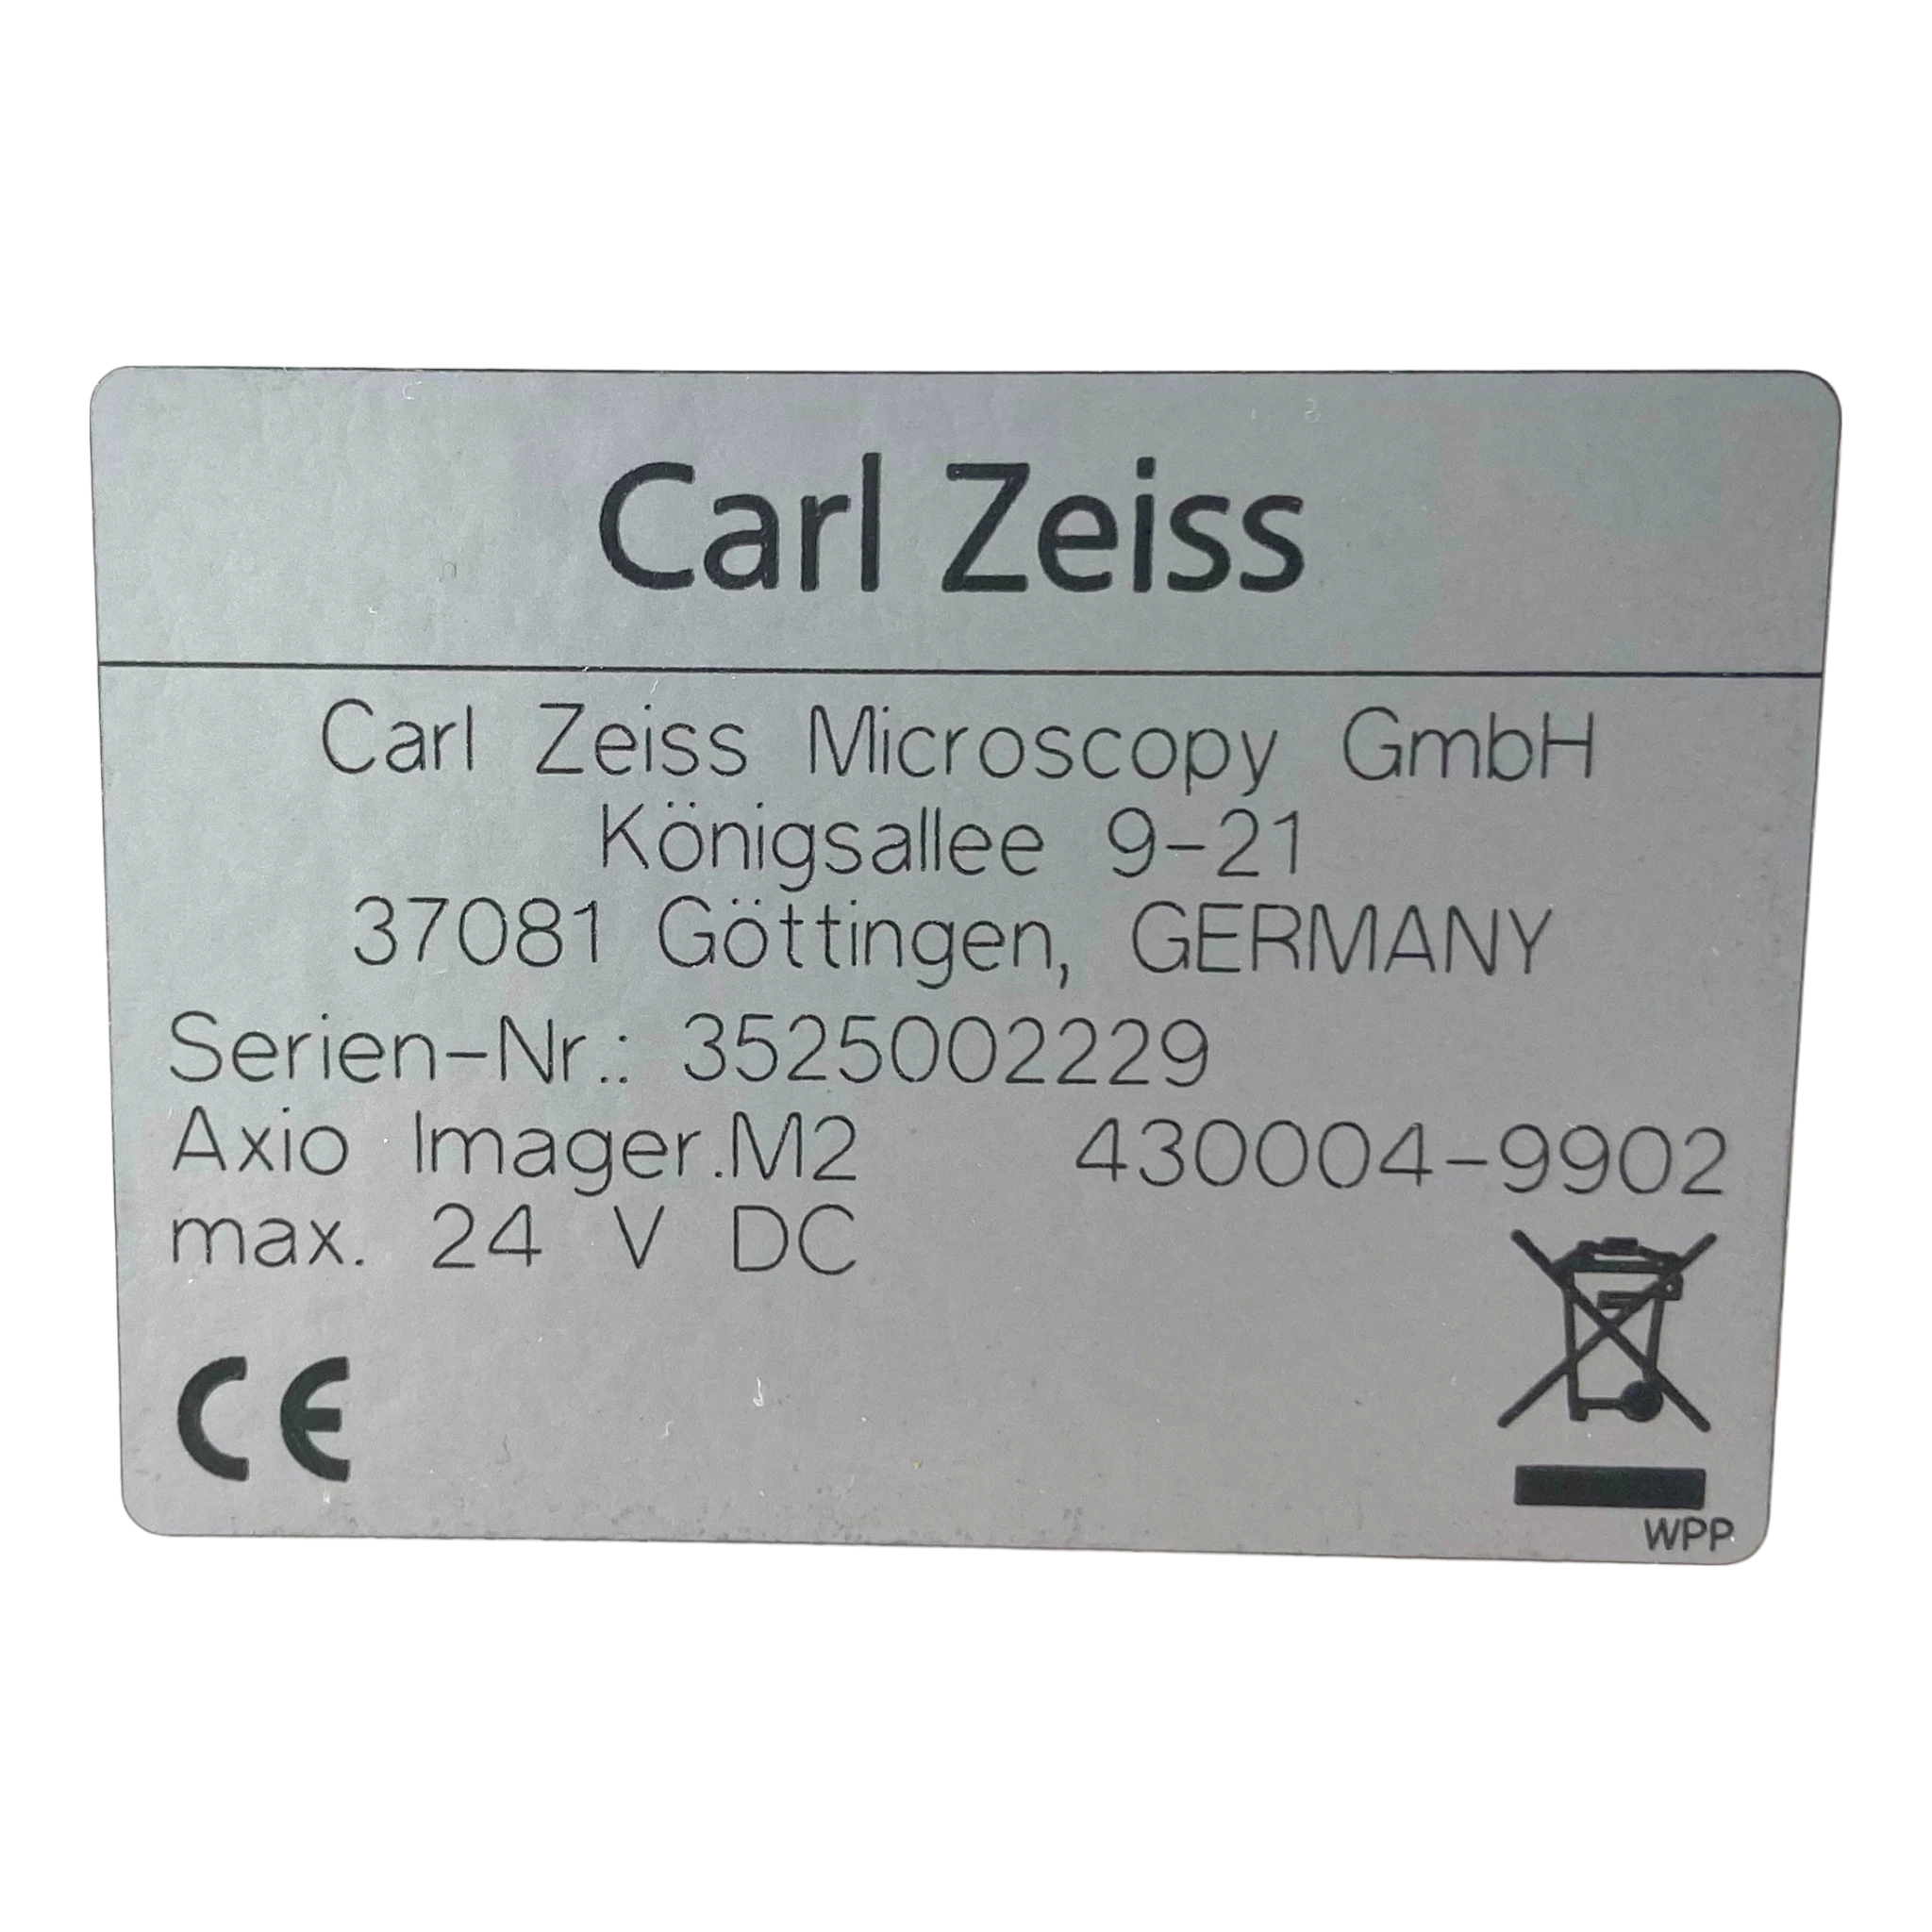 Carl Zeiss
Carl Zeiss Microscopy GmbH
Königsallee 9-21
37081 Göttingen, GERMANY
Serien-Nr.: 3525002229
Axio Imager.M2 430004-9902
max. 24 V DC
CE
WPP